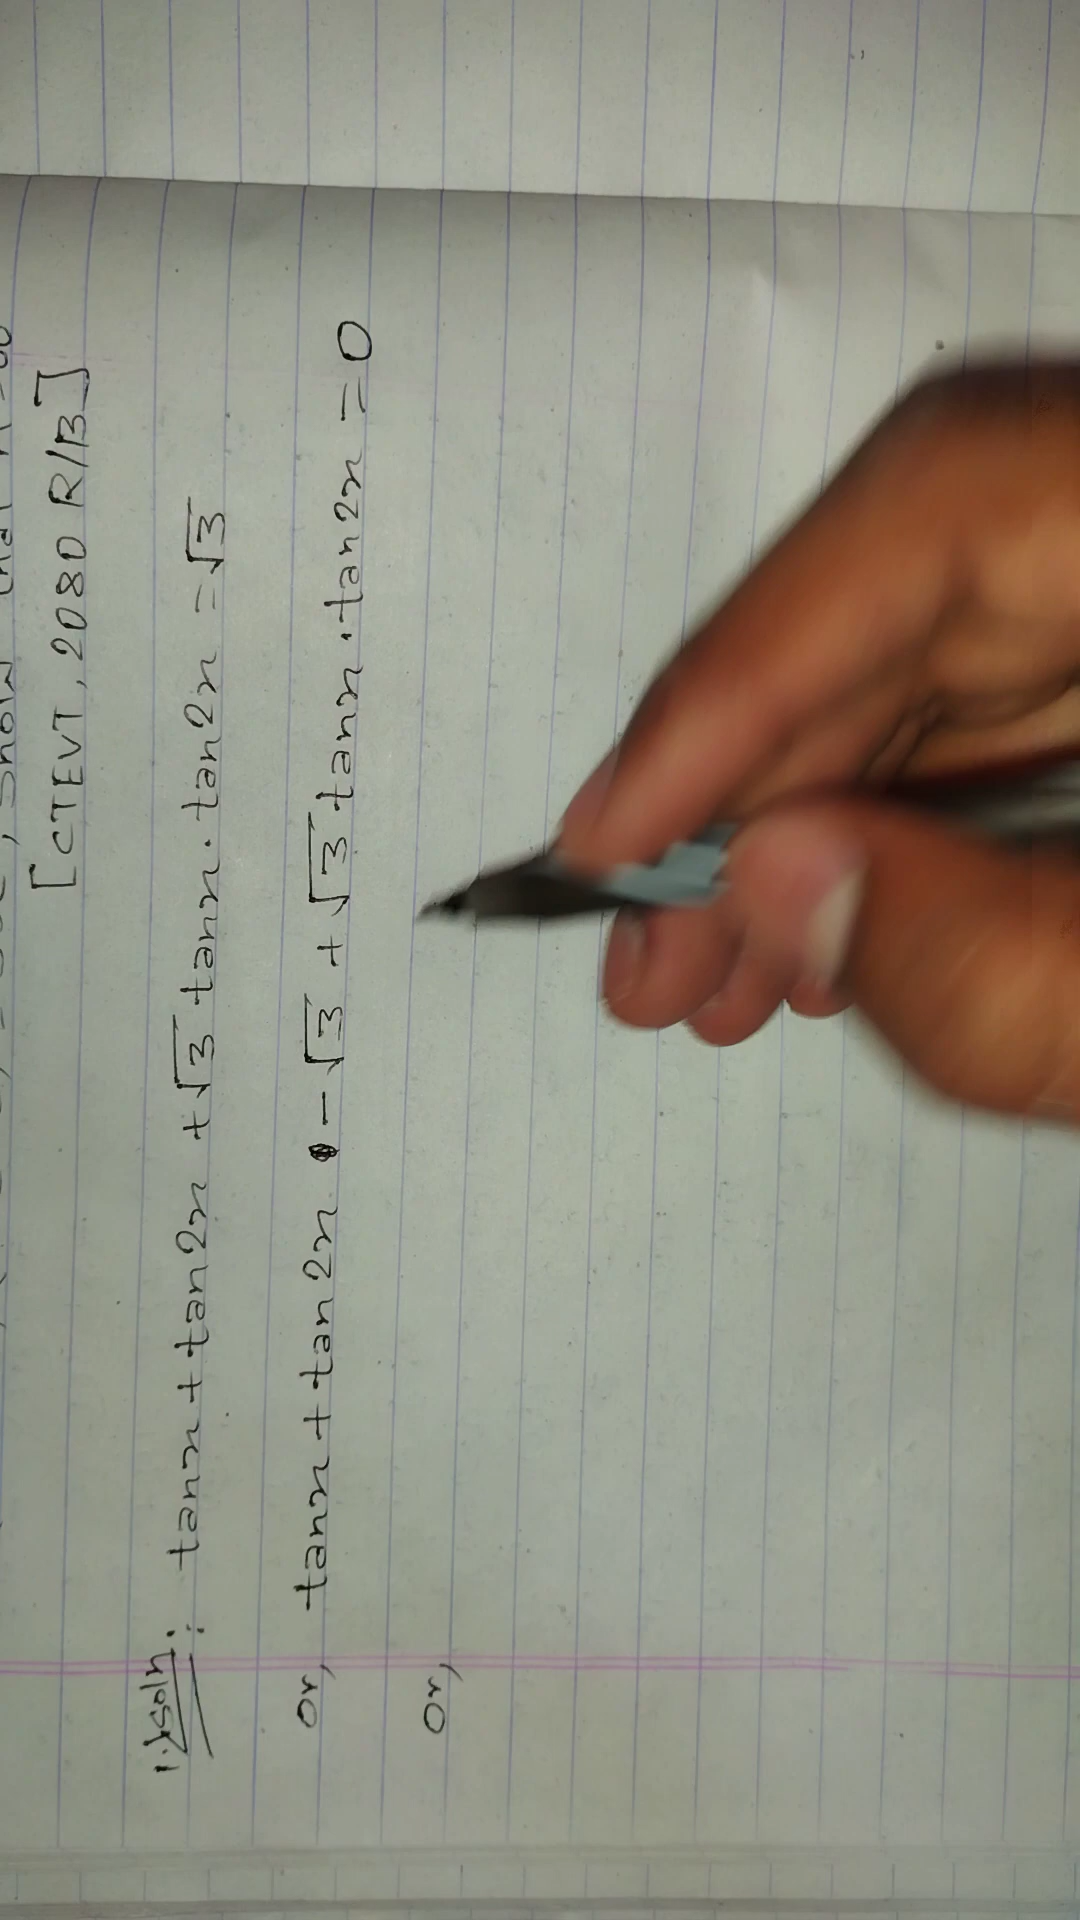 [CTEVT, 2080 R/B]
1.) Soln: tanx + tan2x + √3 tanx · tan2x = √3
or, tanx + tan2x - √3 + √3 tanx · tan2x = 0
or,